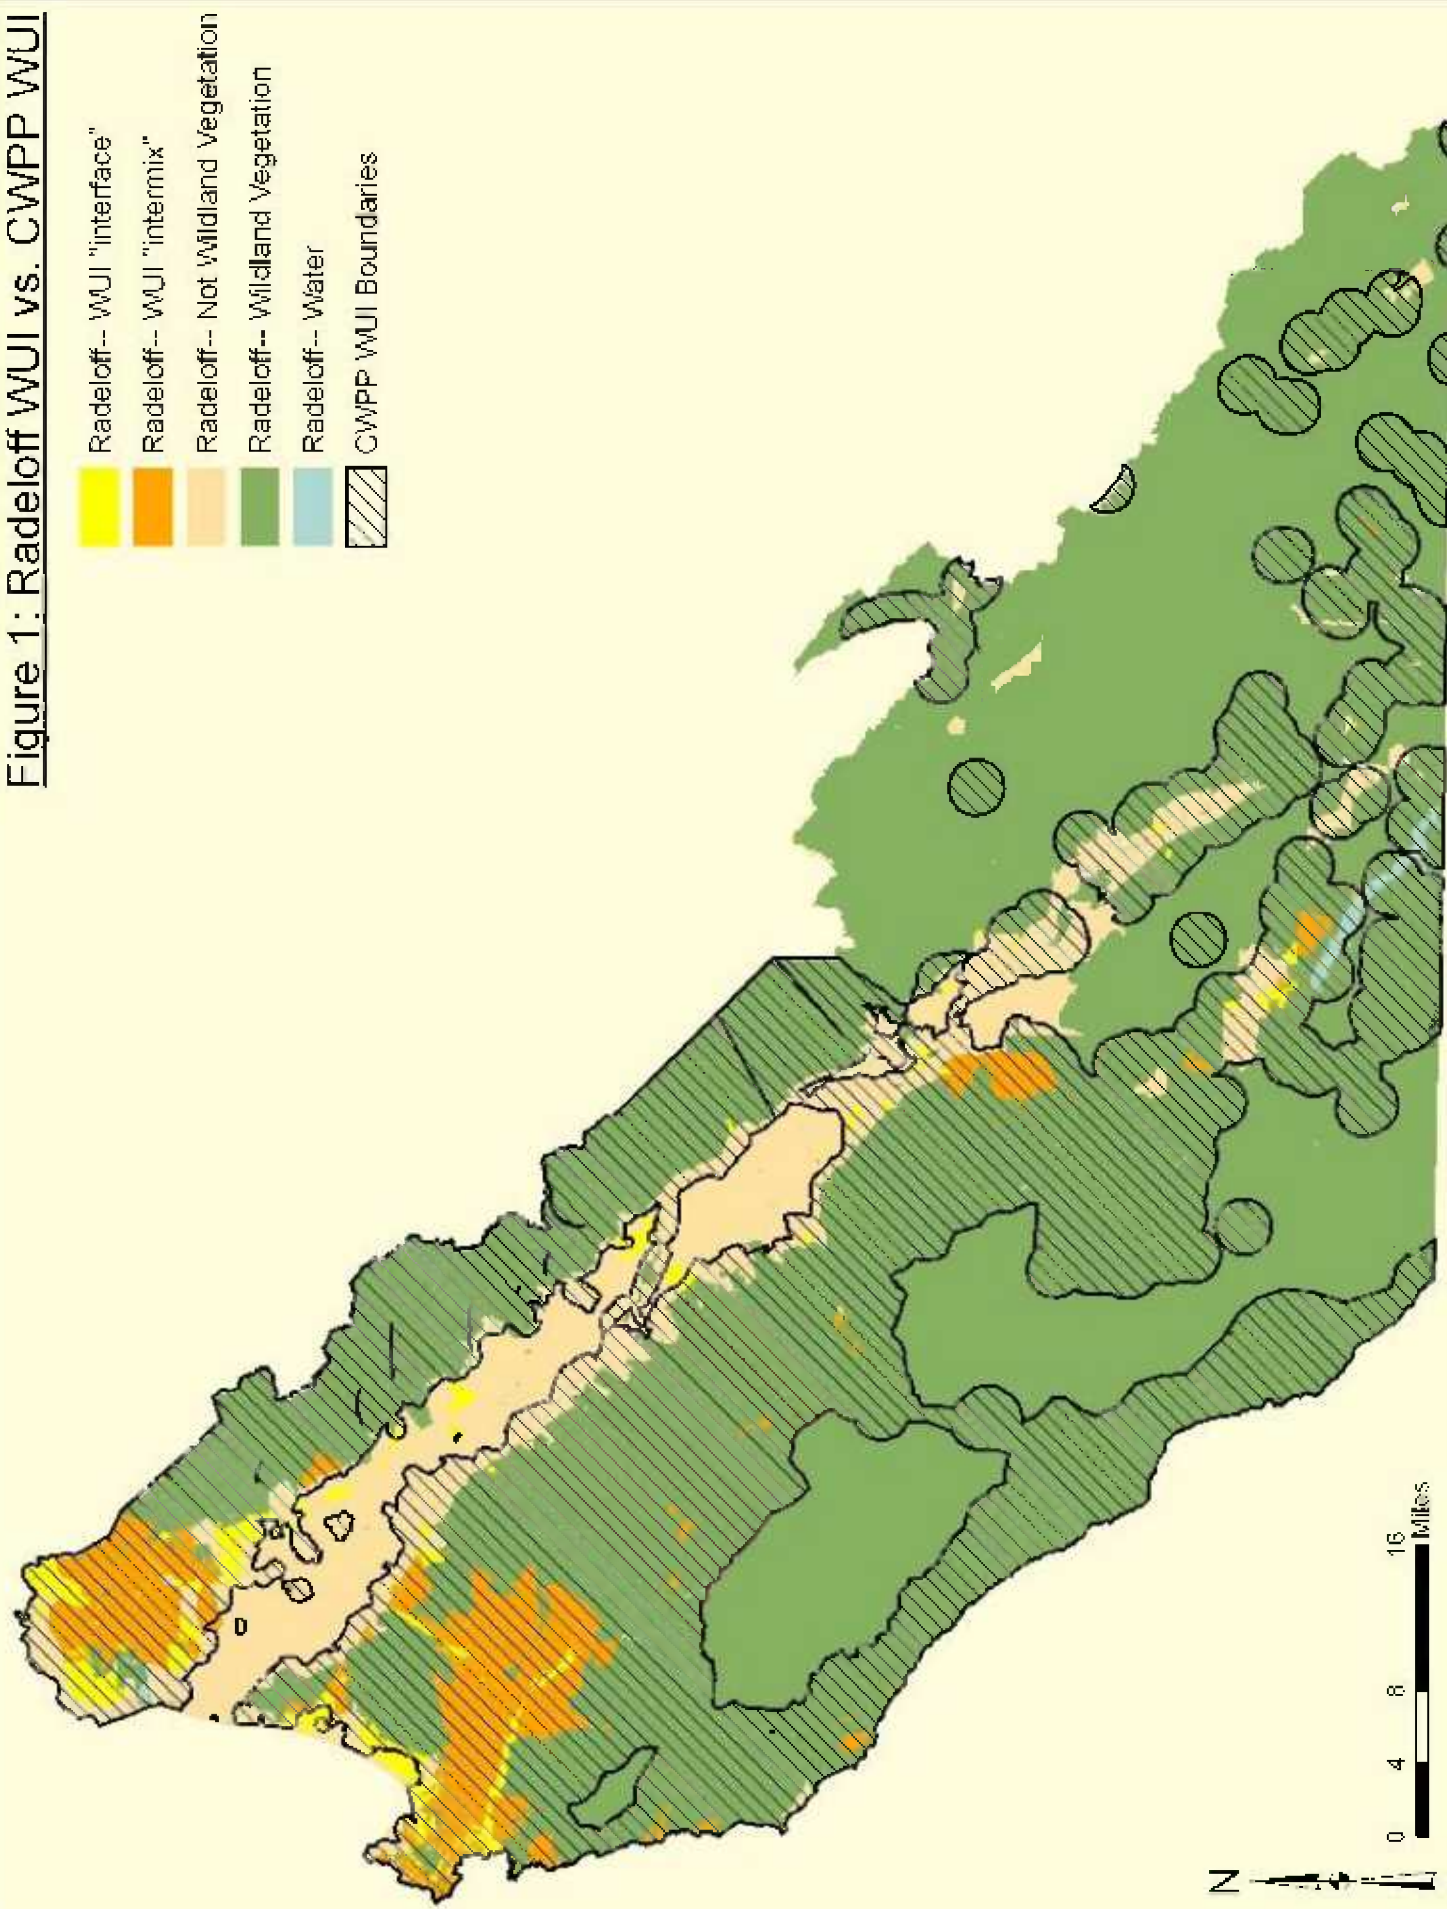 Figure 1: Radeloff WUI vs. CWPP WUI
Radeloff-- WUI "interface"
Radeloff-- WUI "intermix"
Radeloff-- Not Wildland Vegetation
Radeloff-- Wildland Vegetation
Radeloff-- Water
CWPP WUI Boundaries
N
0 4 8 16
Miles